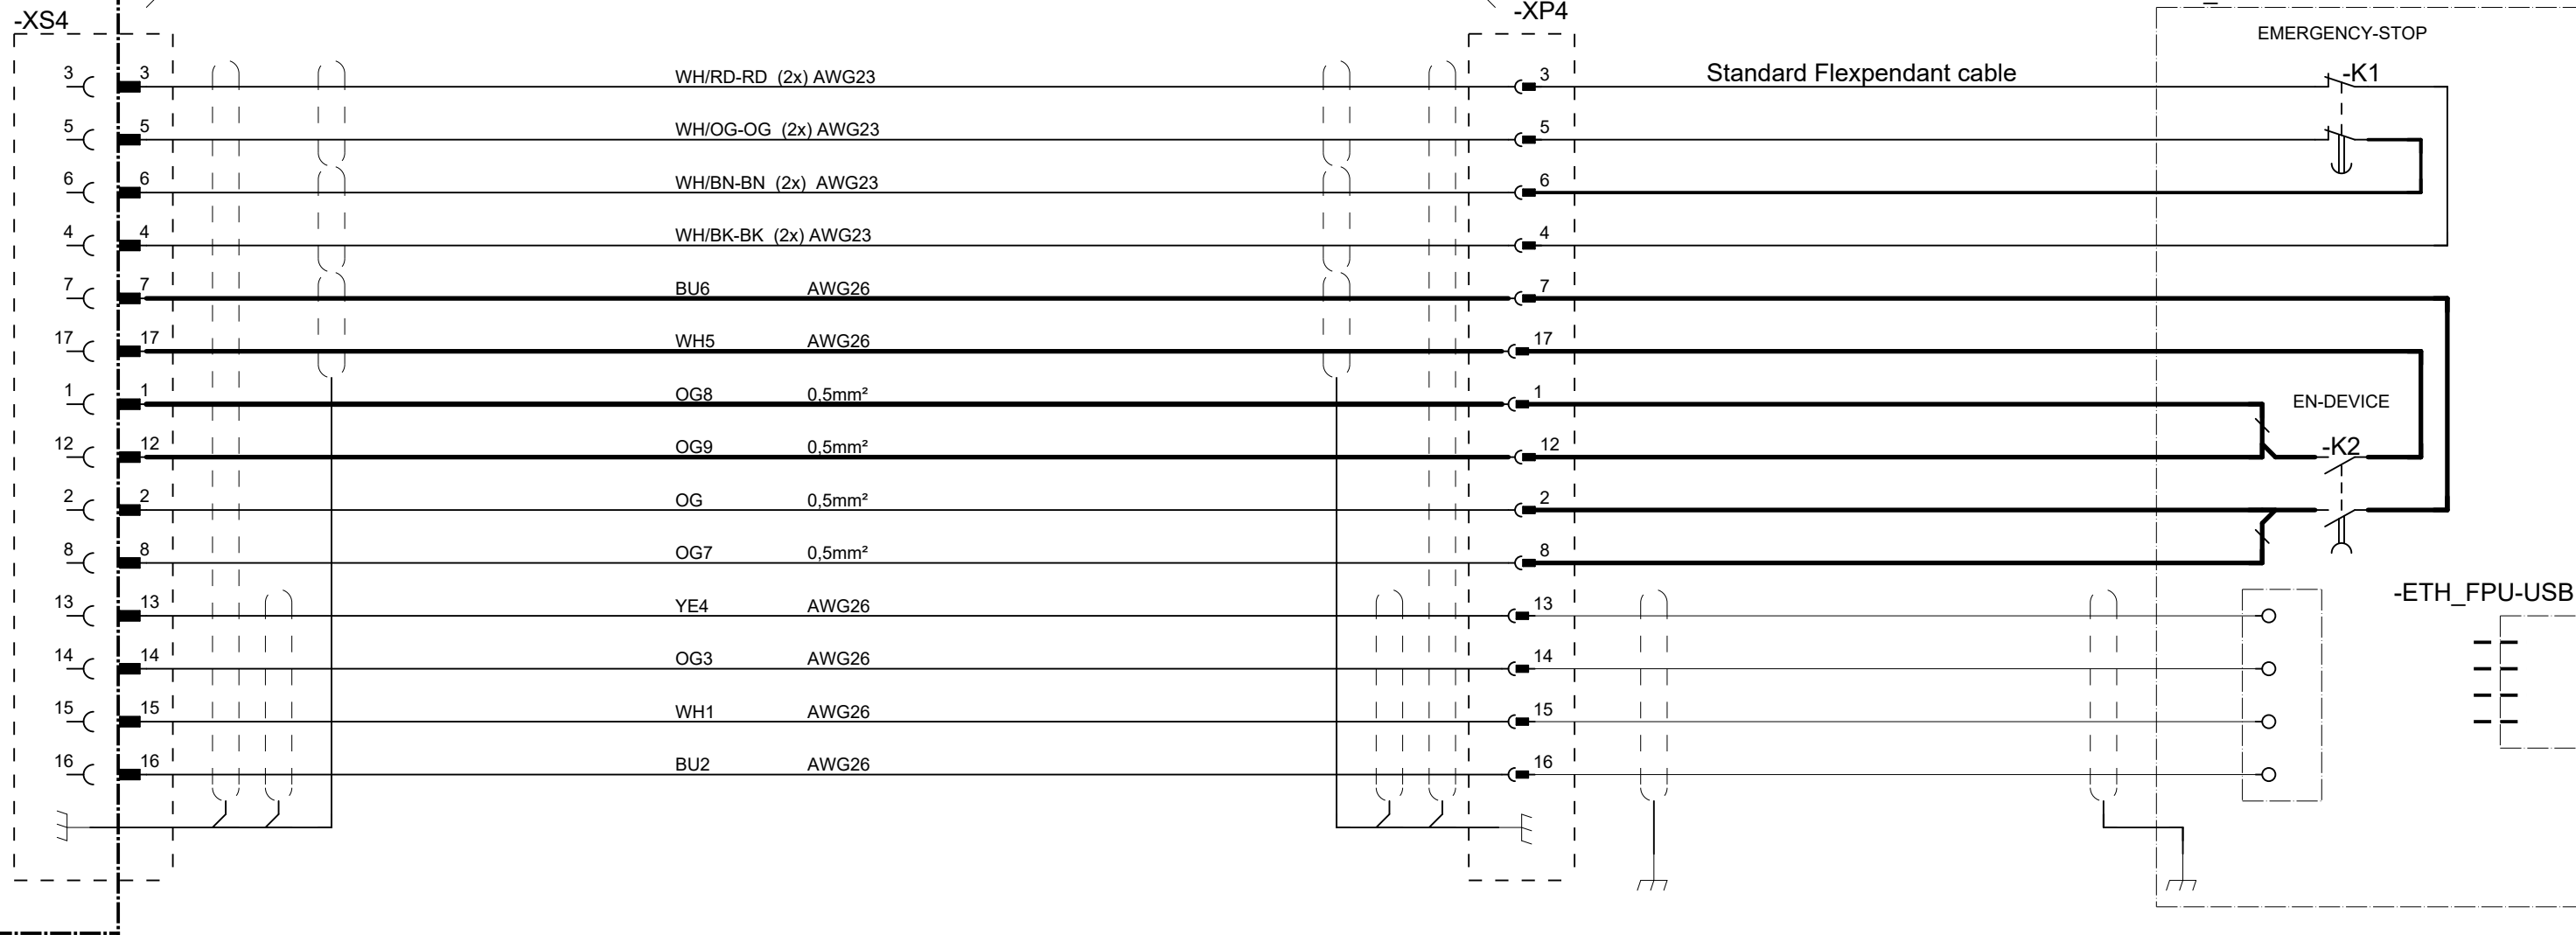 -XS4
-XP4
EMERGENCY-STOP
3 3 WH/RD-RD (2x) AWG23 3 Standard Flexpendant cable -K1
5 5 WH/OG-OG (2x) AWG23 5
6 6 WH/BN-BN (2x) AWG23 6
4 4 WH/BK-BK (2x) AWG23 4
7 7 BU6 AWG26 7
17 17 WH5 AWG26 17
1 1 OG8 0,5mm² 1 EN-DEVICE
12 12 OG9 0,5mm² 12 -K2
2 2 OG 0,5mm² 2
8 8 OG7 0,5mm² 8
-ETH_FPU-USB
13 13 YE4 AWG26 13
14 14 OG3 AWG26 14
15 15 WH1 AWG26 15
16 16 BU2 AWG26 16